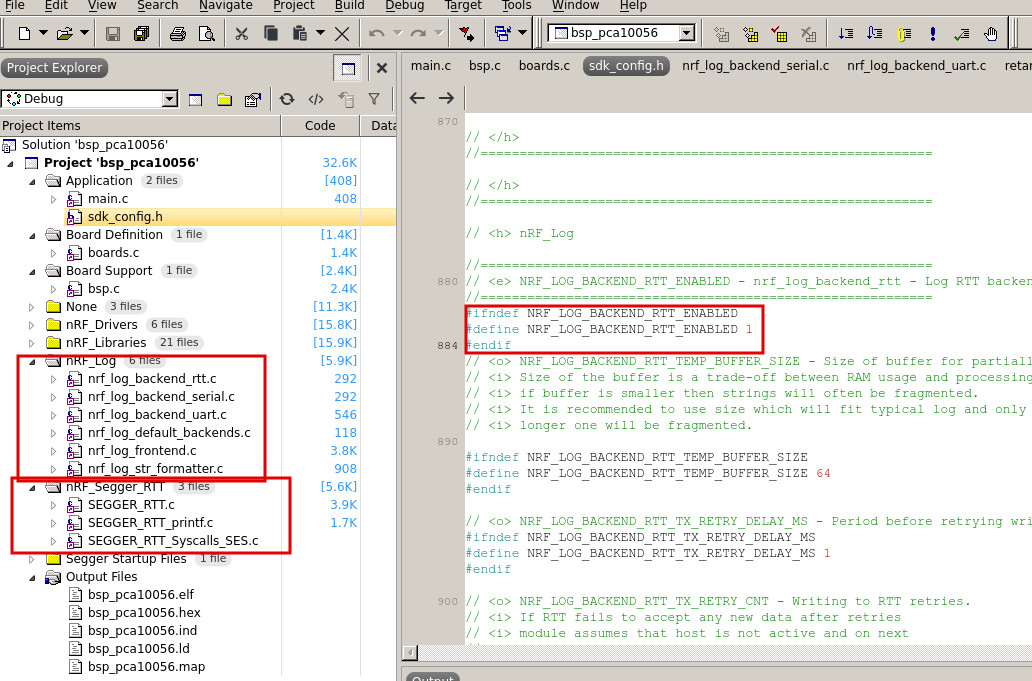 File Edit View Search Navigate Project Build Debug Target Tools Window Help
bsp_pca10056
Project Explorer
Debug
Project Items Code Data
Solution 'bsp_pca10056'
Project 'bsp_pca10056' 32.6K
Application 2 files [408]
main.c 408
sdk_config.h
Board Definition 1 file [1.4K]
boards.c 1.4K
Board Support 1 file [2.4K]
bsp.c 2.4K
None 3 files [11.3K]
nRF_Drivers 6 files [15.8K]
nRF_Libraries 21 files [15.9K]
nRF_Log 6 files [5.9K]
nrf_log_backend_rtt.c 292
nrf_log_backend_serial.c 292
nrf_log_backend_uart.c 546
nrf_log_default_backends.c 118
nrf_log_frontend.c 3.8K
nrf_log_str_formatter.c 908
nRF_Segger_RTT 3 files [5.6K]
SEGGER_RTT.c 3.9K
SEGGER_RTT_printf.c 1.7K
SEGGER_RTT_Syscalls_SES.c
Segger Startup Files 1 file
Output Files
bsp_pca10056.elf
bsp_pca10056.hex
bsp_pca10056.ind
bsp_pca10056.ld
bsp_pca10056.map
main.c bsp.c boards.c sdk_config.h nrf_log_backend_serial.c nrf_log_backend_uart.c retar
870
// </h>
//==========================================================
// </h>
//==========================================================
// <h> nRF_Log
//==========================================================
880 // <e> NRF_LOG_BACKEND_RTT_ENABLED - nrf_log_backend_rtt - Log RTT backen
//==========================================================
#ifndef NRF_LOG_BACKEND_RTT_ENABLED
#define NRF_LOG_BACKEND_RTT_ENABLED 1
884 #endif
// <o> NRF_LOG_BACKEND_RTT_TEMP_BUFFER_SIZE - Size of buffer for partiall
// <i> Size of the buffer is a trade-off between RAM usage and processing
// <i> if buffer is smaller then strings will often be fragmented.
// <i> It is recommended to use size which will fit typical log and only
// <i> longer one will be fragmented.
890
#ifndef NRF_LOG_BACKEND_RTT_TEMP_BUFFER_SIZE
#define NRF_LOG_BACKEND_RTT_TEMP_BUFFER_SIZE 64
#endif
// <o> NRF_LOG_BACKEND_RTT_TX_RETRY_DELAY_MS - Period before retrying wri
#ifndef NRF_LOG_BACKEND_RTT_TX_RETRY_DELAY_MS
#define NRF_LOG_BACKEND_RTT_TX_RETRY_DELAY_MS 1
#endif
900 // <o> NRF_LOG_BACKEND_RTT_TX_RETRY_CNT - Writing to RTT retries.
// <i> If RTT fails to accept any new data after retries
// <i> module assumes that host is not active and on next
Output